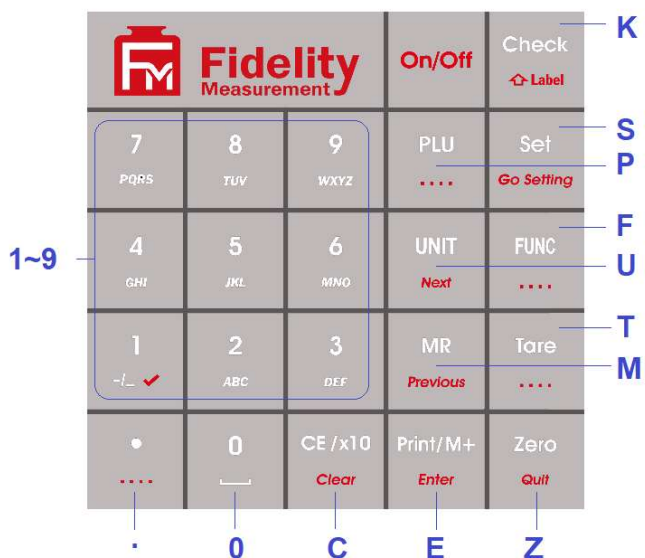 FM Fidelity Measurement
On/Off
Check
Label
K
7
PQRS
8
TUV
9
WXYZ
PLU
....
Set
Go Setting
S
P
1~9
4
GHI
5
JKL
6
MNO
UNIT
Next
FUNC
....
F
U
1
-/_ ✔
2
ABC
3
DEF
MR
Previous
Tare
....
T
M
•
....
0
CE/x10
Clear
Print/M+
Enter
Zero
Quit
.
0
C
E
Z